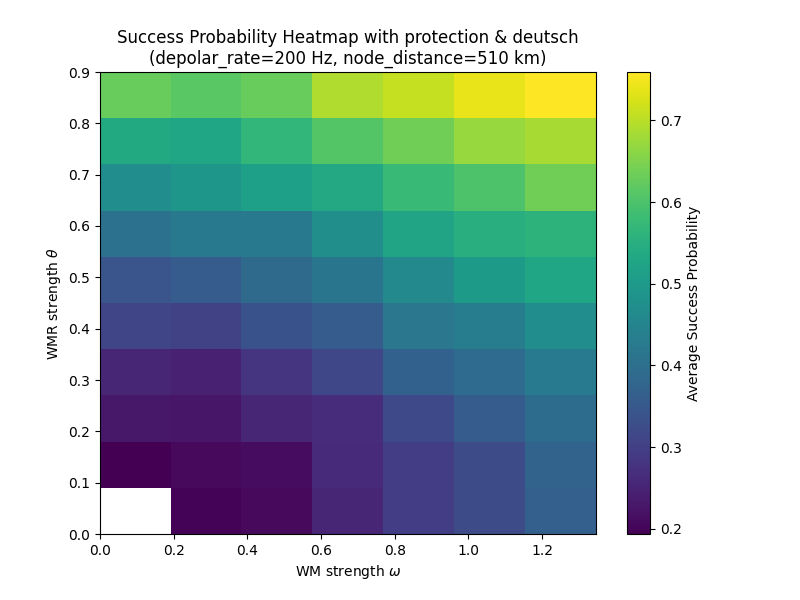 Success Probability Heatmap with protection & deutsch
(depolar_rate=200 Hz, node_distance=510 km)
0.9
0.8
0.7
0.6
0.5
0.4
0.3
0.2
0.1
0.0
WMR strength θ
0.0 0.2 0.4 0.6 0.8 1.0 1.2
WM strength ω
0.7
0.6
0.5
0.4
0.3
0.2
Average Success Probability